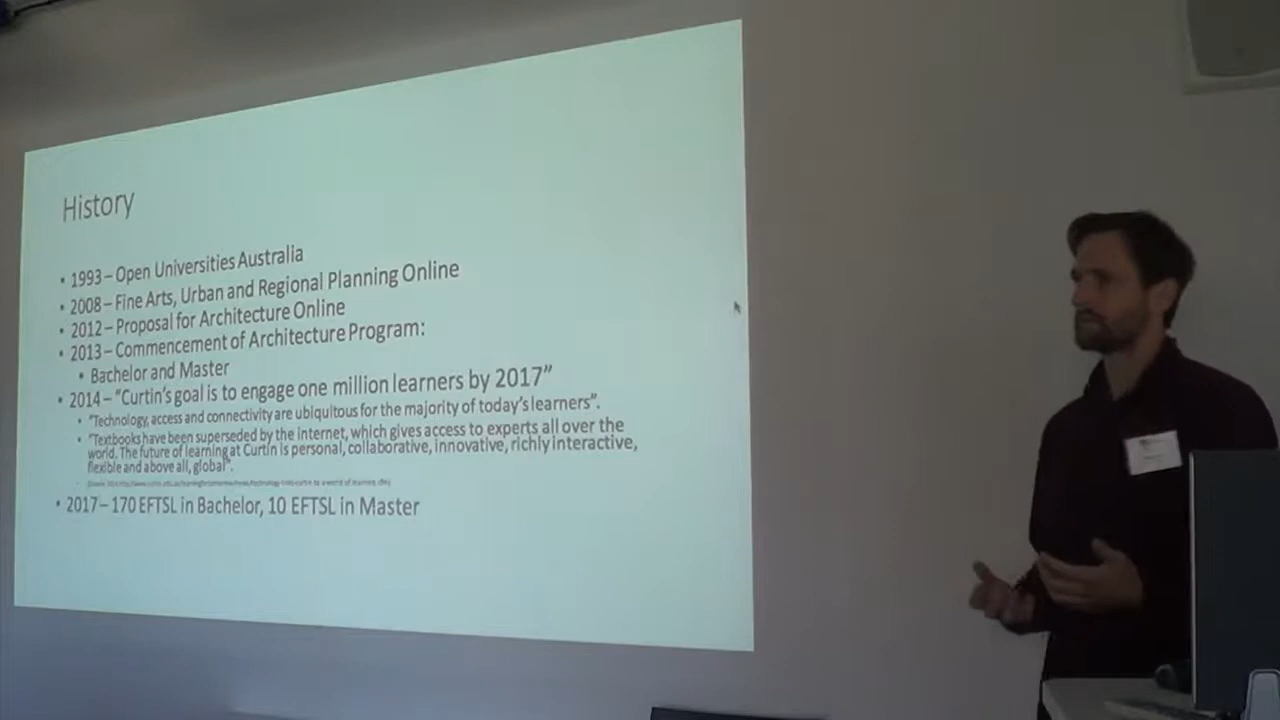 History
• 1993 – Open Universities Australia
• 2008 – Fine Arts, Urban and Regional Planning Online
• 2012 – Proposal for Architecture Online
• 2013 – Commencement of Architecture Program:
• Bachelor and Master
• 2014 – "Curtin's goal is to engage one million learners by 2017"
• "Technology, access and connectivity are ubiquitous for the majority of today's learners".
• "Textbooks have been superseded by the internet, which gives access to experts all over the
world. The future of learning at Curtin is personal, collaborative, innovative, richly interactive,
flexible and above all, global".
• 2017 – 170 EFTSL in Bachelor, 10 EFTSL in Master